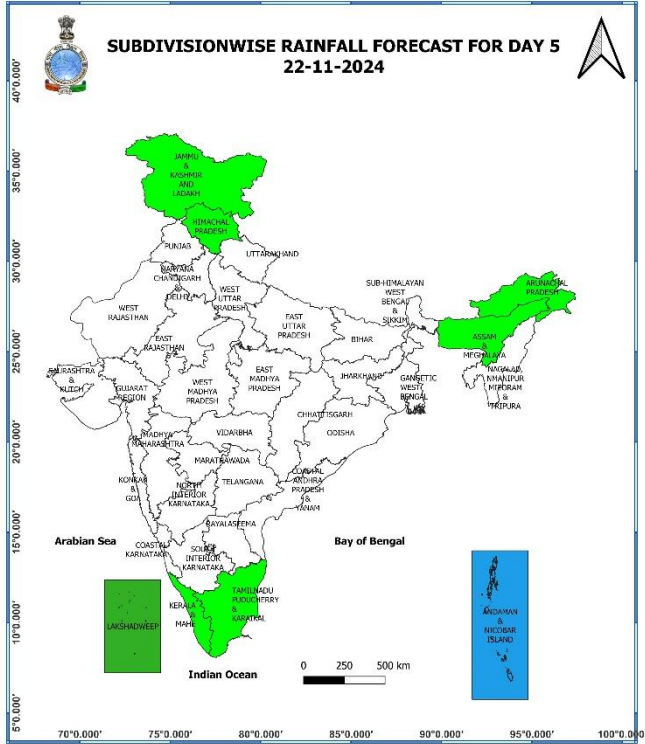 SUBDIVISIONWISE RAINFALL FORECAST FOR DAY 5
22-11-2024
40°0.000'
35°0.000'
30°0.000'
25°0.000'
20°0.000'
15°0.000'
10°0.000'
5°0.000'
JAMMU
&
KASHMIR
AND
LADAKH
HIMACHAL
PRADESH
PUNJAB
UTTARAKHAND
HARYANA
CHANDIGARH
&
DELHI
WEST
UTTAR
PRADESH
SUB-HIMALAYAN
WEST
BENGAL
&
SIKKIM
ARUNACHAL
PRADESH
WEST
RAJASTHAN
EAST
UTTAR
PRADESH
EAST
RAJASTHAN
BIHAR
ASSAM
&
MEGHALAYA
NAGALAD
NMANIPUR
MIZORAM
&
TRIPURA
SAURASHTRA
&
KUTCH
GUJARAT
REGION
WEST
MADHYA
PRADESH
EAST
MADHYA
PRADESH
JHARKHAND
GANGETIC
WEST
BENGAL
CHHATTISGARH
ODISHA
MADHYA
MAHARASHTRA
VIDARBHA
MARATHWADA
TELANGANA
KONKAN
&
GOA
NORTH
INTERIOR
KARNATAKA
COASTAL
ANDHRA
PRADESH
&
YANAM
RAYALASEEMA
Arabian Sea
COASTAL
KARNATAKA
SOUTH
INTERIOR
KARNATAKA
Bay of Bengal
LAKSHADWEEP
KERALA
&
MAHE
TAMILNADU
PUDUCHERRY
&
KARAIKAL
ANDAMAN
&
NICOBAR
ISLAND
Indian Ocean
0 250 500 km
70°0.000' 75°0.000' 80°0.000' 85°0.000' 90°0.000' 95°0.000' 100°0.000'